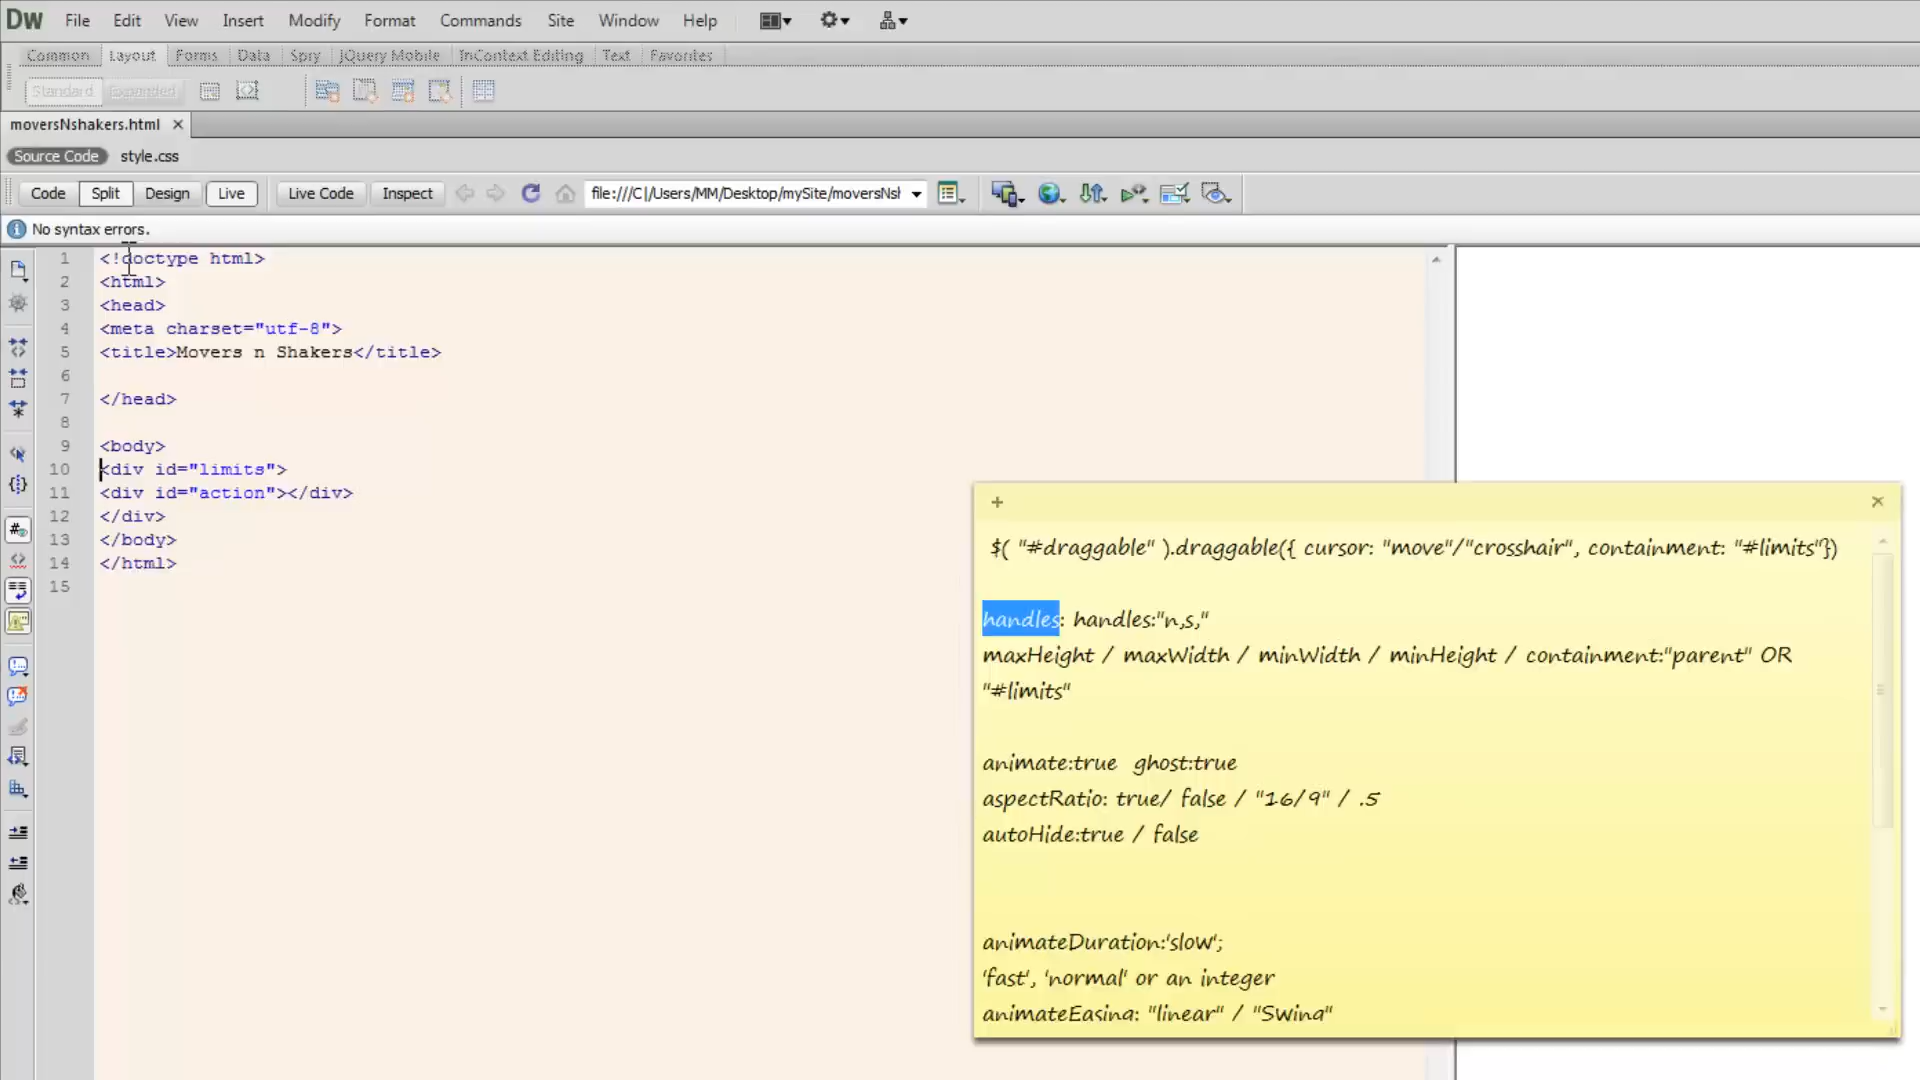 Dw File Edit View Insert Modify Format Commands Site Window Help
Common Layout Forms Data Spry jQuery Mobile InContext Editing Text Favorites
Standard Expanded
moversNshakers.html
Source Code style.css
Code Split Design Live Live Code Inspect file:///C|/Users/MM/Desktop/mySite/moversNsh
No syntax errors.
1 <!doctype html>
2 <html>
3 <head>
4 <meta charset="utf-8">
5 <title>Movers n Shakers</title>
6
7 </head>
8
9 <body>
10 <div id="limits">
11 <div id="action"></div>
12 </div>
13 </body>
14 </html>
15
$( "#draggable" ).draggable({ cursor: "move"/"crosshair", containment: "#limits"})
handles: handles:"n,s,"
maxHeight / maxWidth / minWidth / minHeight / containment:"parent" OR
"#limits"
animate:true ghost:true
aspectRatio: true/ false / "16/9" / .5
autoHide:true / false
animateDuration:'slow';
'fast', 'normal' or an integer
animateEasing: "linear" / "Swing"